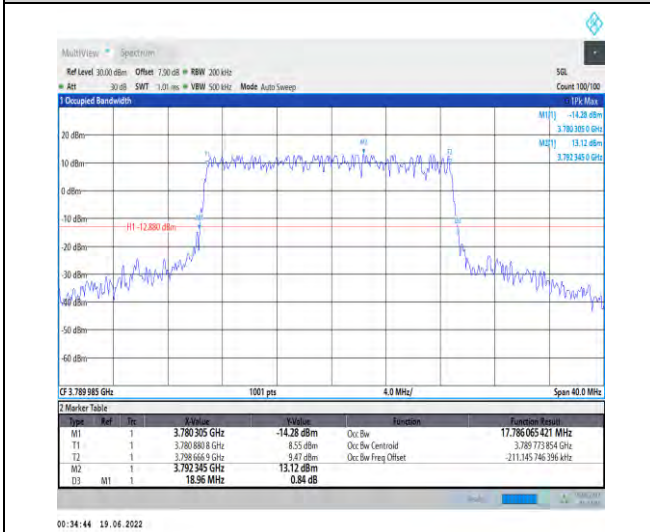 MultiView Spectrum
Ref Level 30.00 dBm Offset 7.90 dB RBW 200 kHz SGL
Att 30 dB SWT 1.01 ms VBW 500 kHz Mode Auto Sweep Count 100/100
1 Occupied Bandwidth 1Pk Max
M1[1] -14.28 dBm
3.780 305 0 GHz
20 dBm M2[1] 13.12 dBm
3.792 345 0 GHz
M2
T1 T2
10 dBm
0 dBm
-10 dBm
H1 -12.880 dBm
-20 dBm
-30 dBm
-40 dBm
-50 dBm
-60 dBm
CF 3.789 985 GHz 1001 pts 4.0 MHz/ Span 40.0 MHz
2 Marker Table
Type Ref Trc X-Value Y-Value Function Function Result
M1 1 3.780 305 GHz -14.28 dBm Occ Bw 17.786 065 421 MHz
T1 1 3.780 880 8 GHz 8.55 dBm Occ Bw Centroid 3.789 773 854 GHz
T2 1 3.798 666 9 GHz 9.47 dBm Occ Bw Freq Offset -211.145 746 396 kHz
M2 1 3.792 345 GHz 13.12 dBm
D3 M1 1 18.96 MHz 0.84 dB
00:34:44 19.06.2022